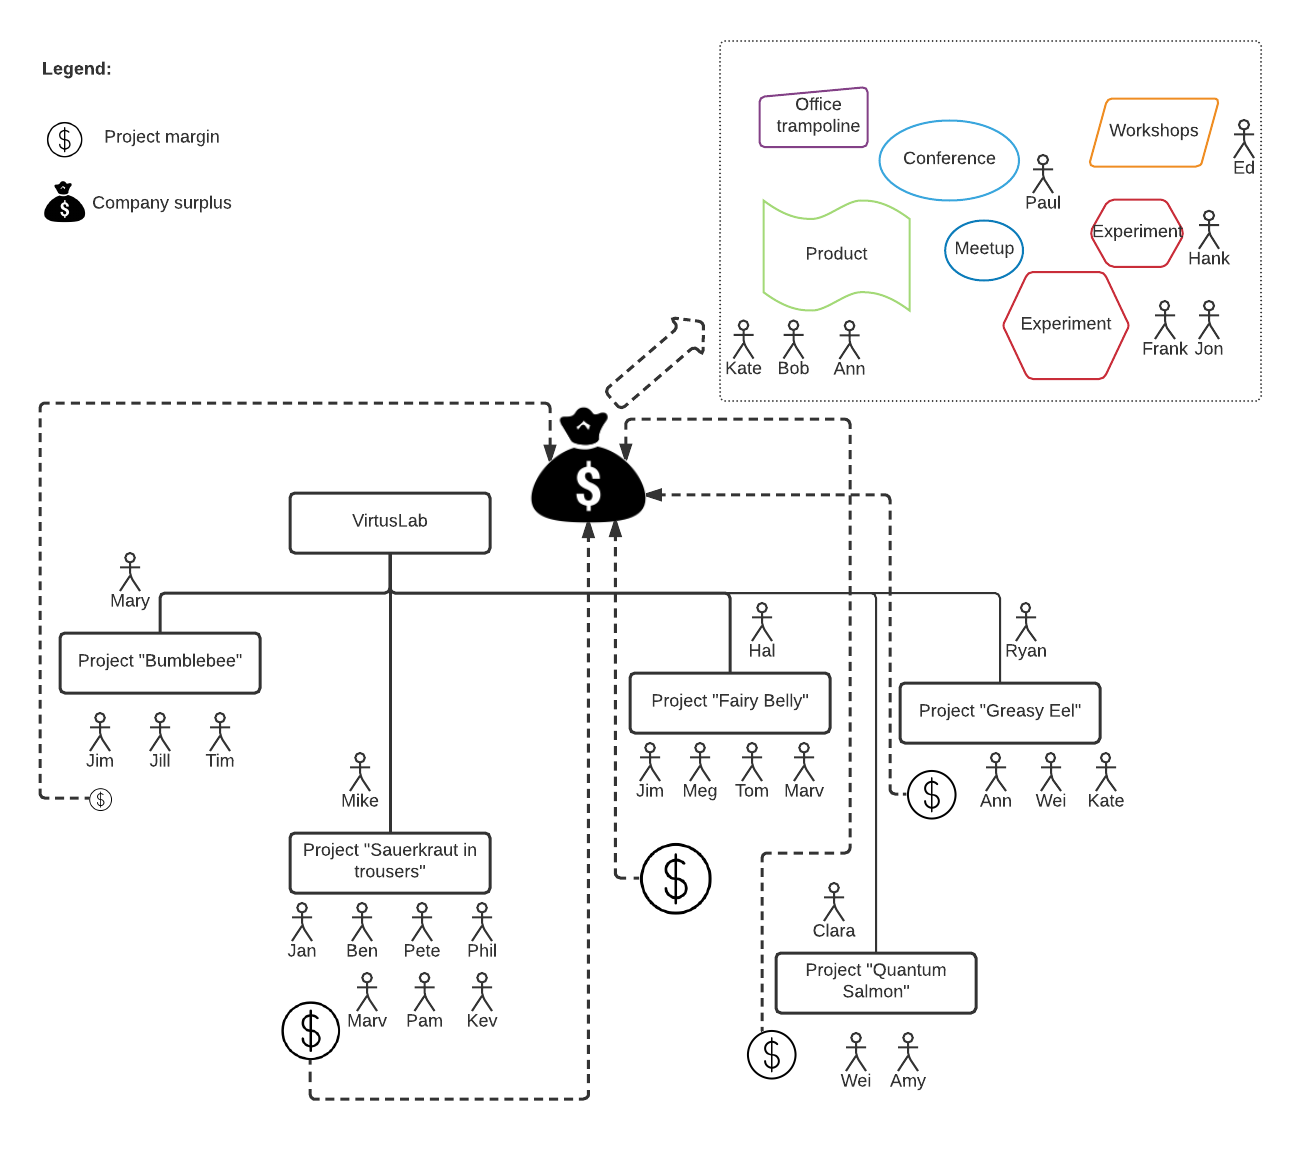 Legend:
$ Project margin
$ Company surplus
Office
trampoline
Conference
Workshops
Ed
Paul
Product
Meetup
Experiment
Hank
Experiment
Frank Jon
Kate Bob Ann
$
VirtusLab
Mary
Project "Bumblebee"
Jim Jill Tim
$
Mike
Project "Sauerkraut in
trousers"
Jan Ben Pete Phil
Marv Pam Kev
$
Hal
Project "Fairy Belly"
Jim Meg Tom Marv
$
Clara
Project "Quantum
Salmon"
Wei Amy
$
Ryan
Project "Greasy Eel"
Ann Wei Kate
$